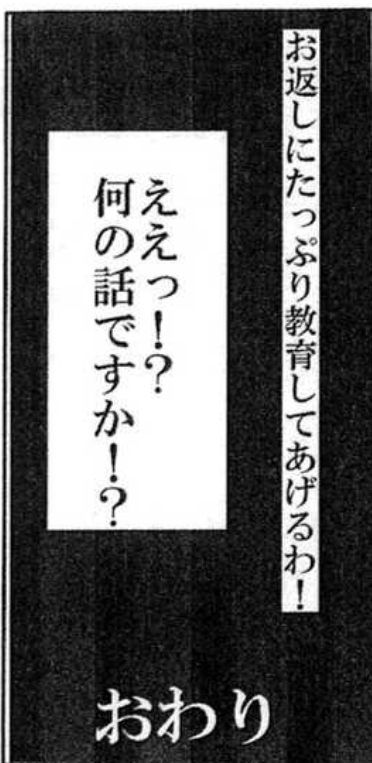 お返しにたっぷり教育してあげるわ！
ええっ！？
何の話ですか！？
おわり